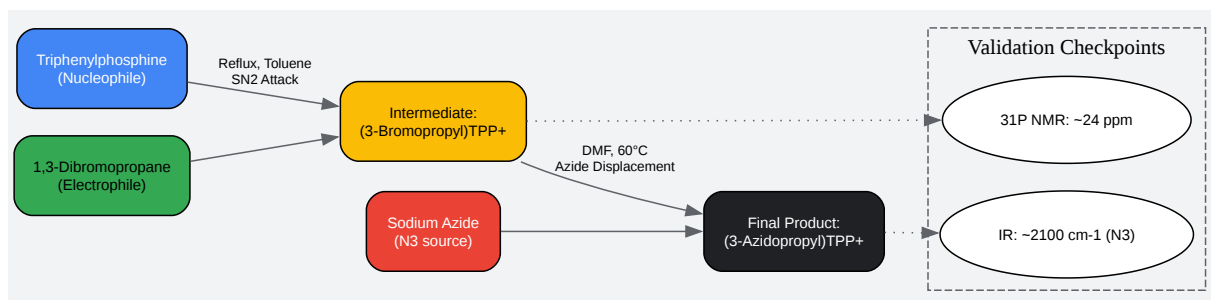 Triphenylphosphine
(Nucleophile)
Reflux, Toluene
SN2 Attack
1,3-Dibromopropane
(Electrophile)
Intermediate:
(3-Bromopropyl)TPP+
DMF, 60°C
Azide Displacement
Sodium Azide
(N3 source)
Final Product:
(3-Azidopropyl)TPP+
Validation Checkpoints
31P NMR: ~24 ppm
IR: ~2100 cm-1 (N3)